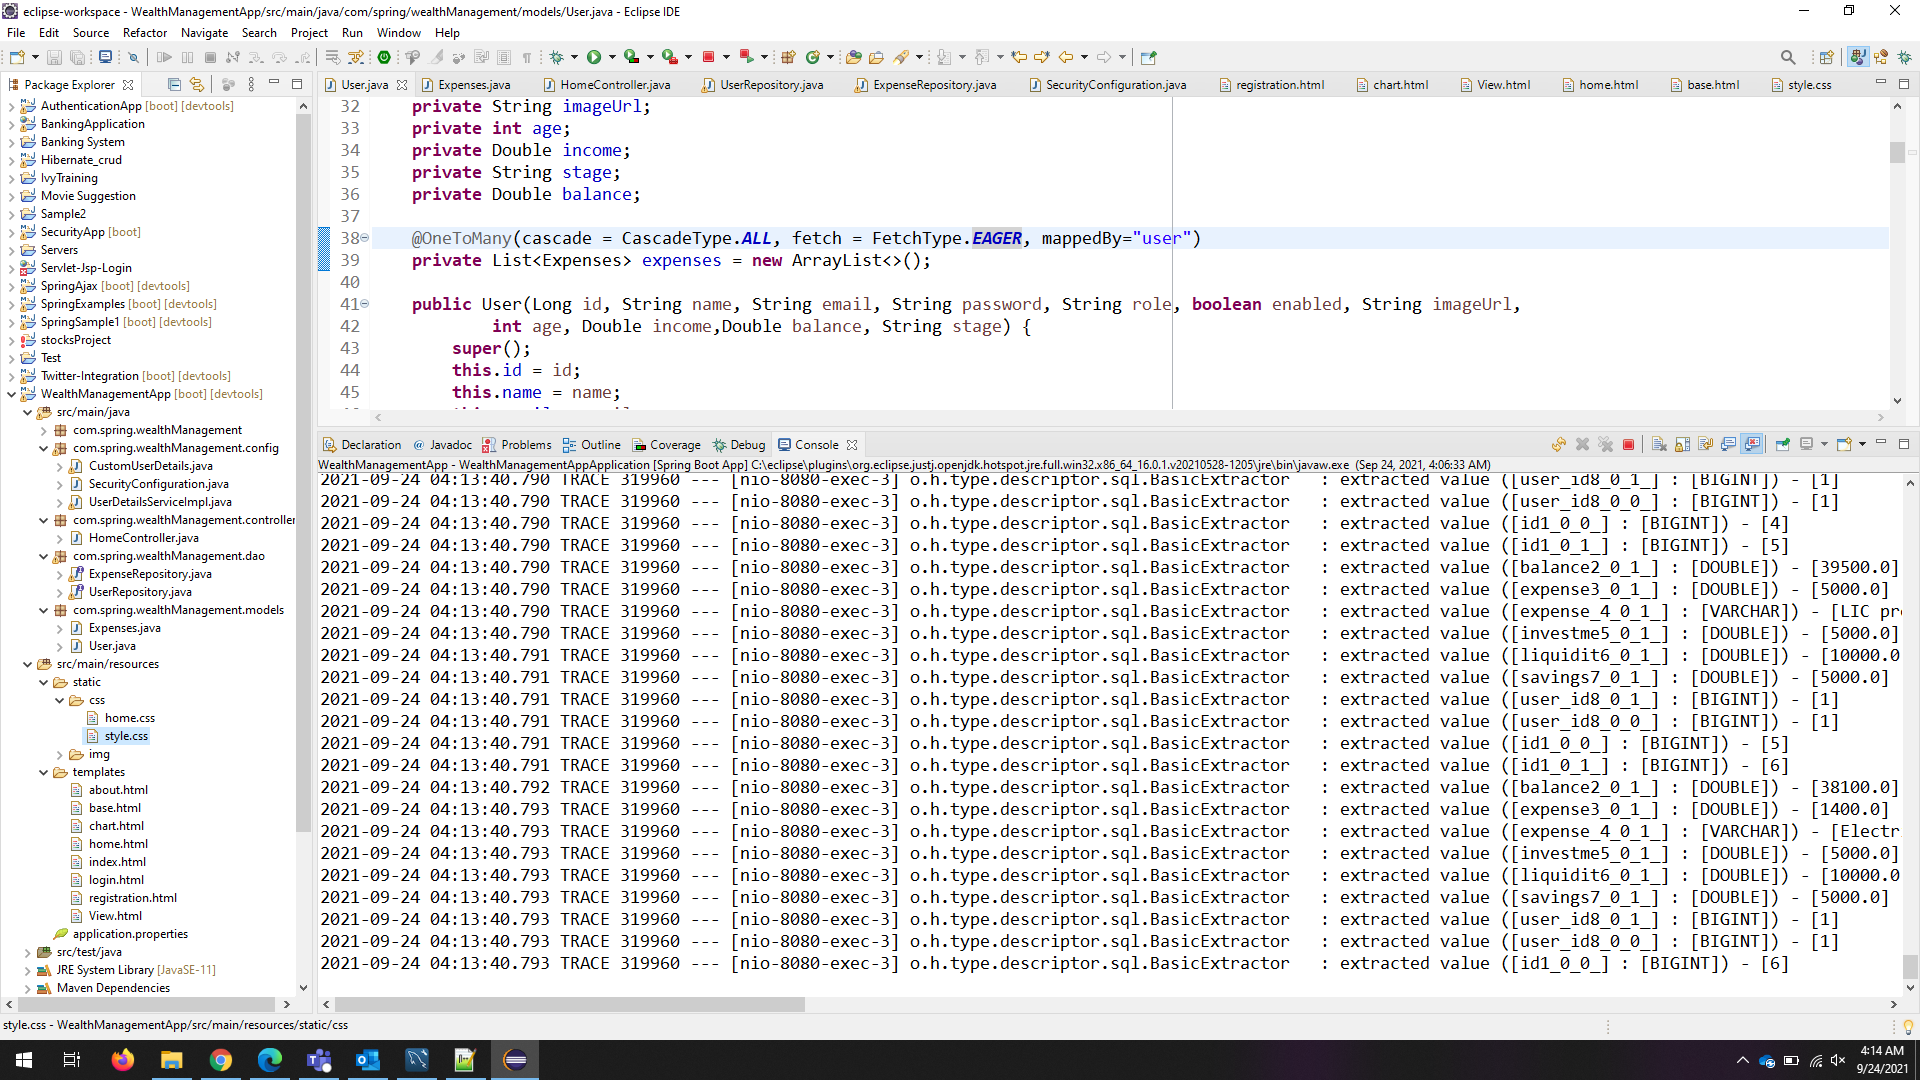 eclipse-workspace - WealthManagementApp/src/main/java/com/spring/wealthManagement/models/User.java - Eclipse IDE
File Edit Source Refactor Navigate Search Project Run Window Help
Package Explorer
AuthenticationApp [boot] [devtools]
BankingApplication
Banking System
Hibernate_crud
IvyTraining
Movie Suggestion
Sample2
SecurityApp [boot]
Servers
Servlet-Jsp-Login
SpringAjax [boot] [devtools]
SpringExamples [boot] [devtools]
SpringSample1 [boot] [devtools]
stocksProject
Test
Twitter-Integration [boot] [devtools]
WealthManagementApp [boot] [devtools]
src/main/java
com.spring.wealthManagement
com.spring.wealthManagement.config
CustomUserDetails.java
SecurityConfiguration.java
UserDetailsServiceImpl.java
com.spring.wealthManagement.controller
HomeController.java
com.spring.wealthManagement.dao
ExpenseRepository.java
UserRepository.java
com.spring.wealthManagement.models
Expenses.java
User.java
src/main/resources
static
css
home.css
style.css
img
templates
about.html
base.html
chart.html
home.html
index.html
login.html
registration.html
View.html
application.properties
src/test/java
JRE System Library [JavaSE-11]
Maven Dependencies
User.java Expenses.java HomeController.java UserRepository.java ExpenseRepository.java SecurityConfiguration.java registration.html chart.html View.html home.html base.html style.css
32 private String imageUrl;
33 private int age;
34 private Double income;
35 private String stage;
36 private Double balance;
37
38 @OneToMany(cascade = CascadeType.ALL, fetch = FetchType.EAGER, mappedBy="user")
39 private List<Expenses> expenses = new ArrayList<>();
40
41 public User(Long id, String name, String email, String password, String role, boolean enabled, String imageUrl,
42 int age, Double income,Double balance, String stage) {
43 super();
44 this.id = id;
45 this.name = name;
Declaration @ Javadoc Problems Outline Coverage Debug Console
WealthManagementApp - WealthManagementAppApplication [Spring Boot App] C:\eclipse\plugins\org.eclipse.justj.openjdk.hotspot.jre.full.win32.x86_64_16.0.1.v20210528-1205\jre\bin\javaw.exe (Sep 24, 2021, 4:06:33 AM)
2021-09-24 04:13:40.790 TRACE 319960 --- [nio-8080-exec-3] o.h.type.descriptor.sql.BasicExtractor : extracted value ([user_id8_0_1_] : [BIGINT]) - [1]
2021-09-24 04:13:40.790 TRACE 319960 --- [nio-8080-exec-3] o.h.type.descriptor.sql.BasicExtractor : extracted value ([user_id8_0_0_] : [BIGINT]) - [1]
2021-09-24 04:13:40.790 TRACE 319960 --- [nio-8080-exec-3] o.h.type.descriptor.sql.BasicExtractor : extracted value ([id1_0_0_] : [BIGINT]) - [4]
2021-09-24 04:13:40.790 TRACE 319960 --- [nio-8080-exec-3] o.h.type.descriptor.sql.BasicExtractor : extracted value ([id1_0_1_] : [BIGINT]) - [5]
2021-09-24 04:13:40.790 TRACE 319960 --- [nio-8080-exec-3] o.h.type.descriptor.sql.BasicExtractor : extracted value ([balance2_0_1_] : [DOUBLE]) - [39500.0]
2021-09-24 04:13:40.790 TRACE 319960 --- [nio-8080-exec-3] o.h.type.descriptor.sql.BasicExtractor : extracted value ([expense3_0_1_] : [DOUBLE]) - [5000.0]
2021-09-24 04:13:40.790 TRACE 319960 --- [nio-8080-exec-3] o.h.type.descriptor.sql.BasicExtractor : extracted value ([expense_4_0_1_] : [VARCHAR]) - [LIC pr
2021-09-24 04:13:40.790 TRACE 319960 --- [nio-8080-exec-3] o.h.type.descriptor.sql.BasicExtractor : extracted value ([investme5_0_1_] : [DOUBLE]) - [5000.0]
2021-09-24 04:13:40.791 TRACE 319960 --- [nio-8080-exec-3] o.h.type.descriptor.sql.BasicExtractor : extracted value ([liquidit6_0_1_] : [DOUBLE]) - [10000.0
2021-09-24 04:13:40.791 TRACE 319960 --- [nio-8080-exec-3] o.h.type.descriptor.sql.BasicExtractor : extracted value ([savings7_0_1_] : [DOUBLE]) - [5000.0]
2021-09-24 04:13:40.791 TRACE 319960 --- [nio-8080-exec-3] o.h.type.descriptor.sql.BasicExtractor : extracted value ([user_id8_0_1_] : [BIGINT]) - [1]
2021-09-24 04:13:40.791 TRACE 319960 --- [nio-8080-exec-3] o.h.type.descriptor.sql.BasicExtractor : extracted value ([user_id8_0_0_] : [BIGINT]) - [1]
2021-09-24 04:13:40.791 TRACE 319960 --- [nio-8080-exec-3] o.h.type.descriptor.sql.BasicExtractor : extracted value ([id1_0_0_] : [BIGINT]) - [5]
2021-09-24 04:13:40.791 TRACE 319960 --- [nio-8080-exec-3] o.h.type.descriptor.sql.BasicExtractor : extracted value ([id1_0_1_] : [BIGINT]) - [6]
2021-09-24 04:13:40.792 TRACE 319960 --- [nio-8080-exec-3] o.h.type.descriptor.sql.BasicExtractor : extracted value ([balance2_0_1_] : [DOUBLE]) - [38100.0]
2021-09-24 04:13:40.793 TRACE 319960 --- [nio-8080-exec-3] o.h.type.descriptor.sql.BasicExtractor : extracted value ([expense3_0_1_] : [DOUBLE]) - [1400.0]
2021-09-24 04:13:40.793 TRACE 319960 --- [nio-8080-exec-3] o.h.type.descriptor.sql.BasicExtractor : extracted value ([expense_4_0_1_] : [VARCHAR]) - [Electr
2021-09-24 04:13:40.793 TRACE 319960 --- [nio-8080-exec-3] o.h.type.descriptor.sql.BasicExtractor : extracted value ([investme5_0_1_] : [DOUBLE]) - [5000.0]
2021-09-24 04:13:40.793 TRACE 319960 --- [nio-8080-exec-3] o.h.type.descriptor.sql.BasicExtractor : extracted value ([liquidit6_0_1_] : [DOUBLE]) - [10000.0
2021-09-24 04:13:40.793 TRACE 319960 --- [nio-8080-exec-3] o.h.type.descriptor.sql.BasicExtractor : extracted value ([savings7_0_1_] : [DOUBLE]) - [5000.0]
2021-09-24 04:13:40.793 TRACE 319960 --- [nio-8080-exec-3] o.h.type.descriptor.sql.BasicExtractor : extracted value ([user_id8_0_1_] : [BIGINT]) - [1]
2021-09-24 04:13:40.793 TRACE 319960 --- [nio-8080-exec-3] o.h.type.descriptor.sql.BasicExtractor : extracted value ([user_id8_0_0_] : [BIGINT]) - [1]
2021-09-24 04:13:40.793 TRACE 319960 --- [nio-8080-exec-3] o.h.type.descriptor.sql.BasicExtractor : extracted value ([id1_0_0_] : [BIGINT]) - [6]
style.css - WealthManagementApp/src/main/resources/static/css
4:14 AM
9/24/2021